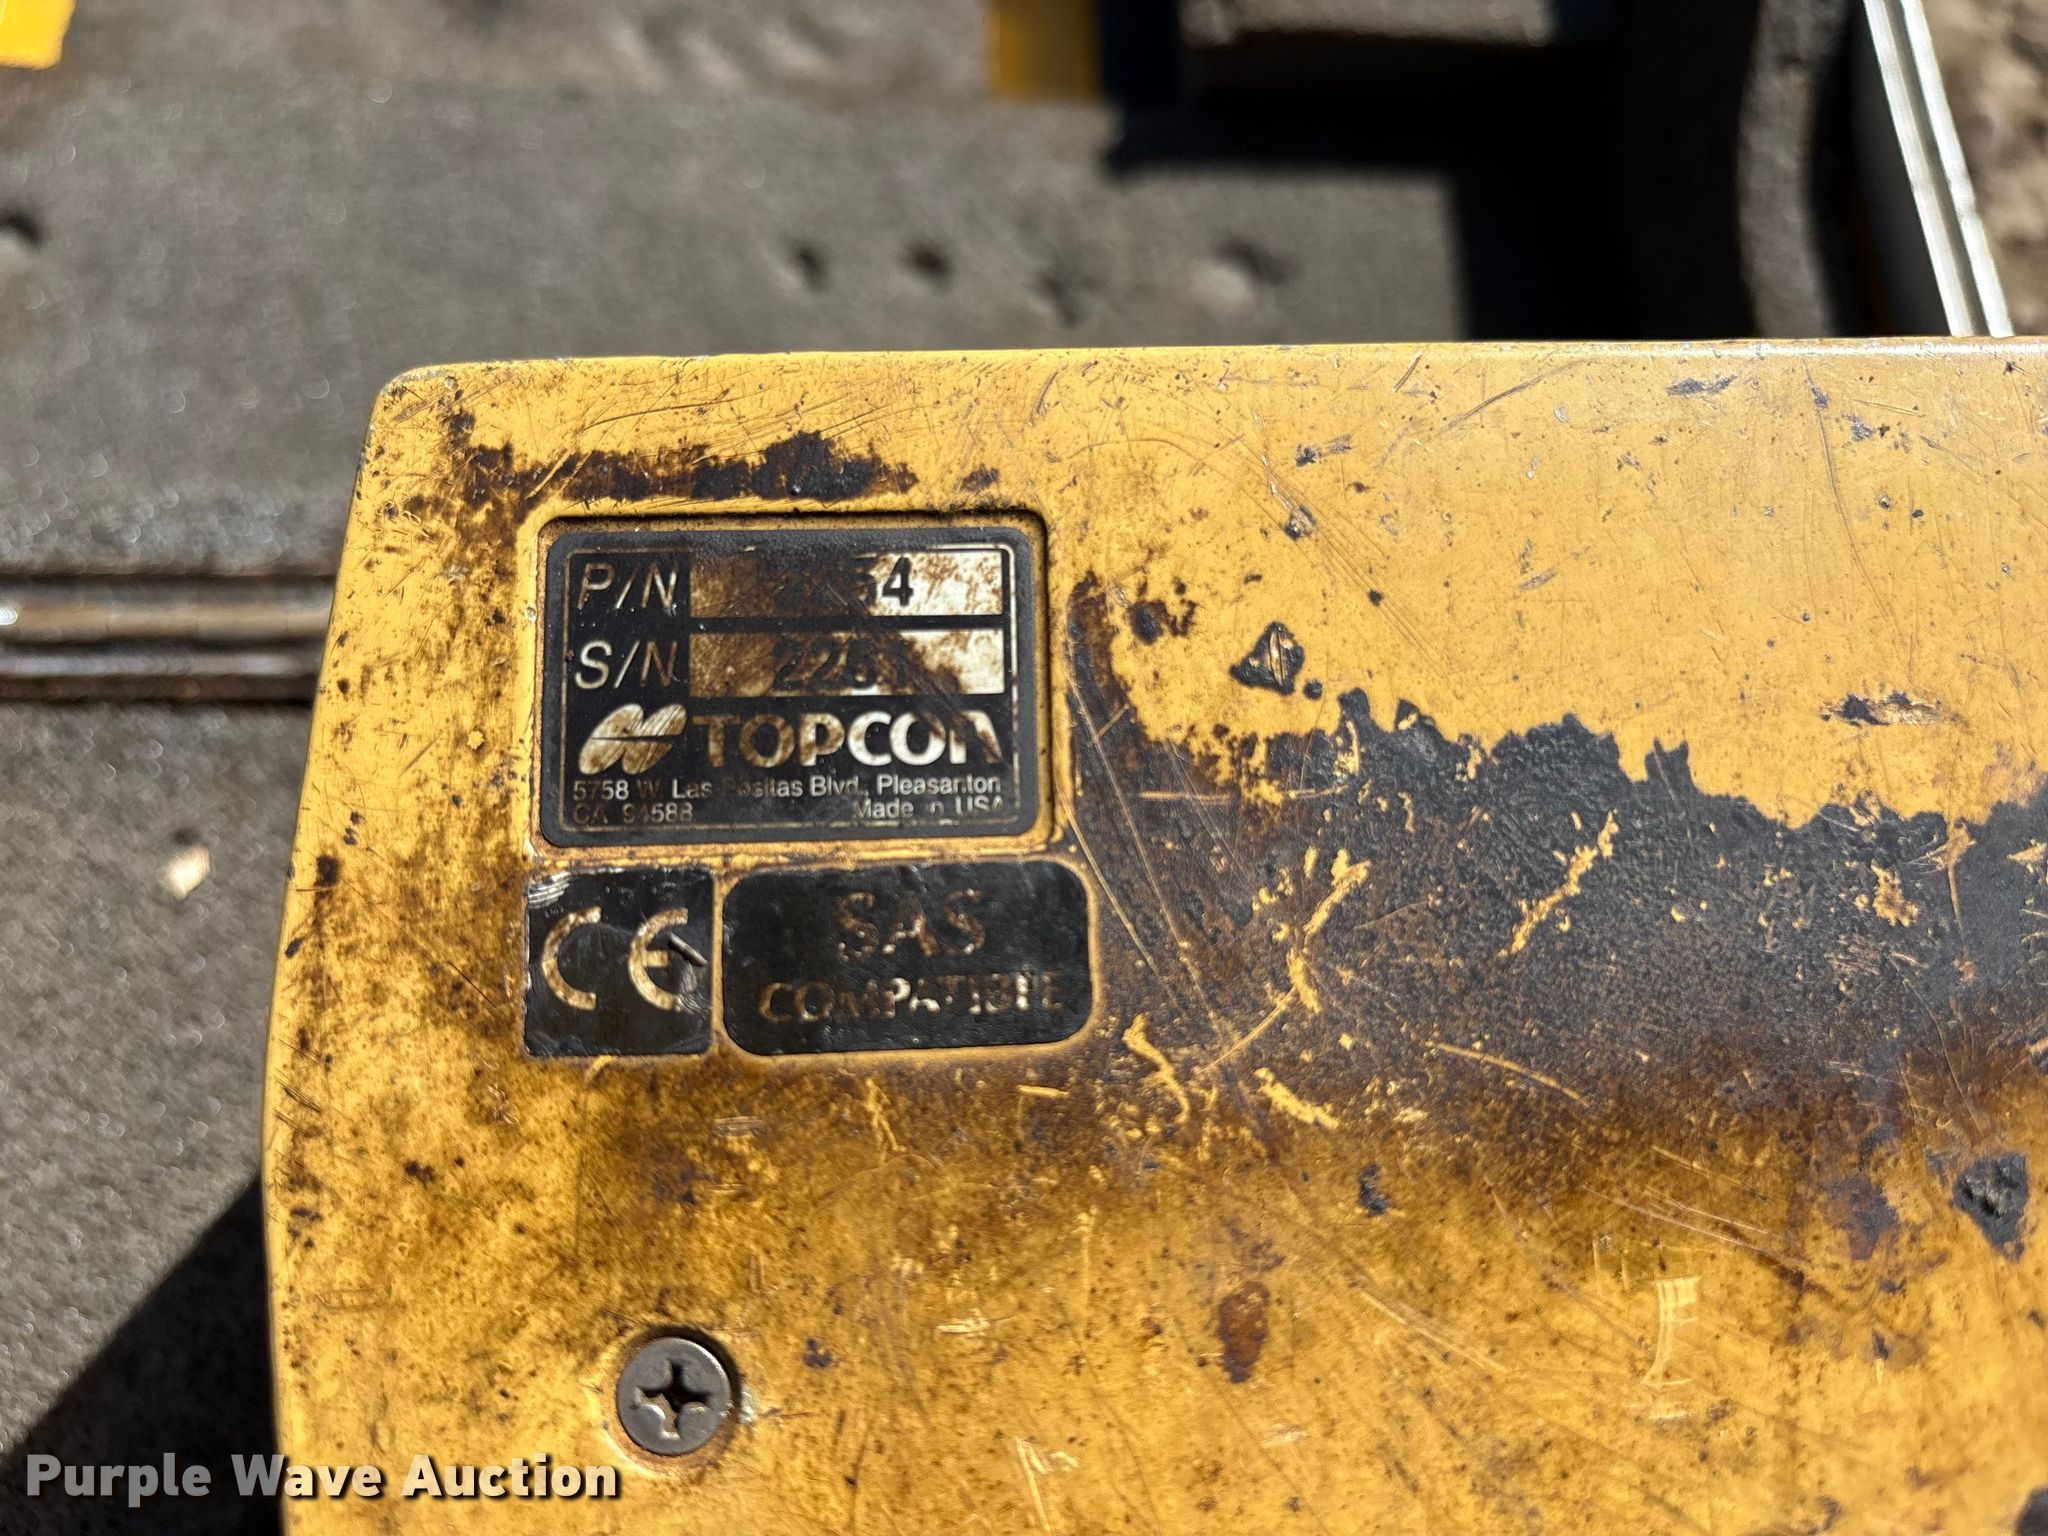 P/N
S/N
TOPCON
5758 W. Las Positas Blvd., Pleasanton
CA 94588 Made in USA
CE SAS
COMPATIBLE
Purple Wave Auction